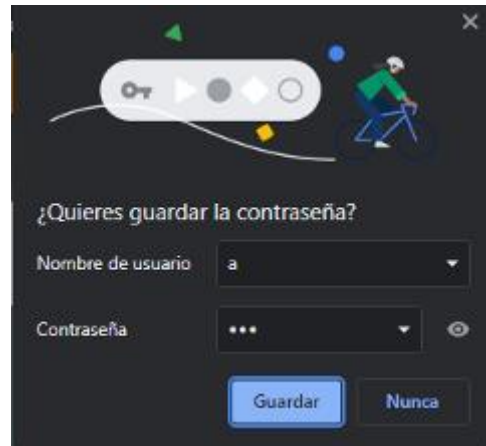 ¿Quieres guardar la contraseña?
Nombre de usuario a
Contraseña •••
Guardar Nunca